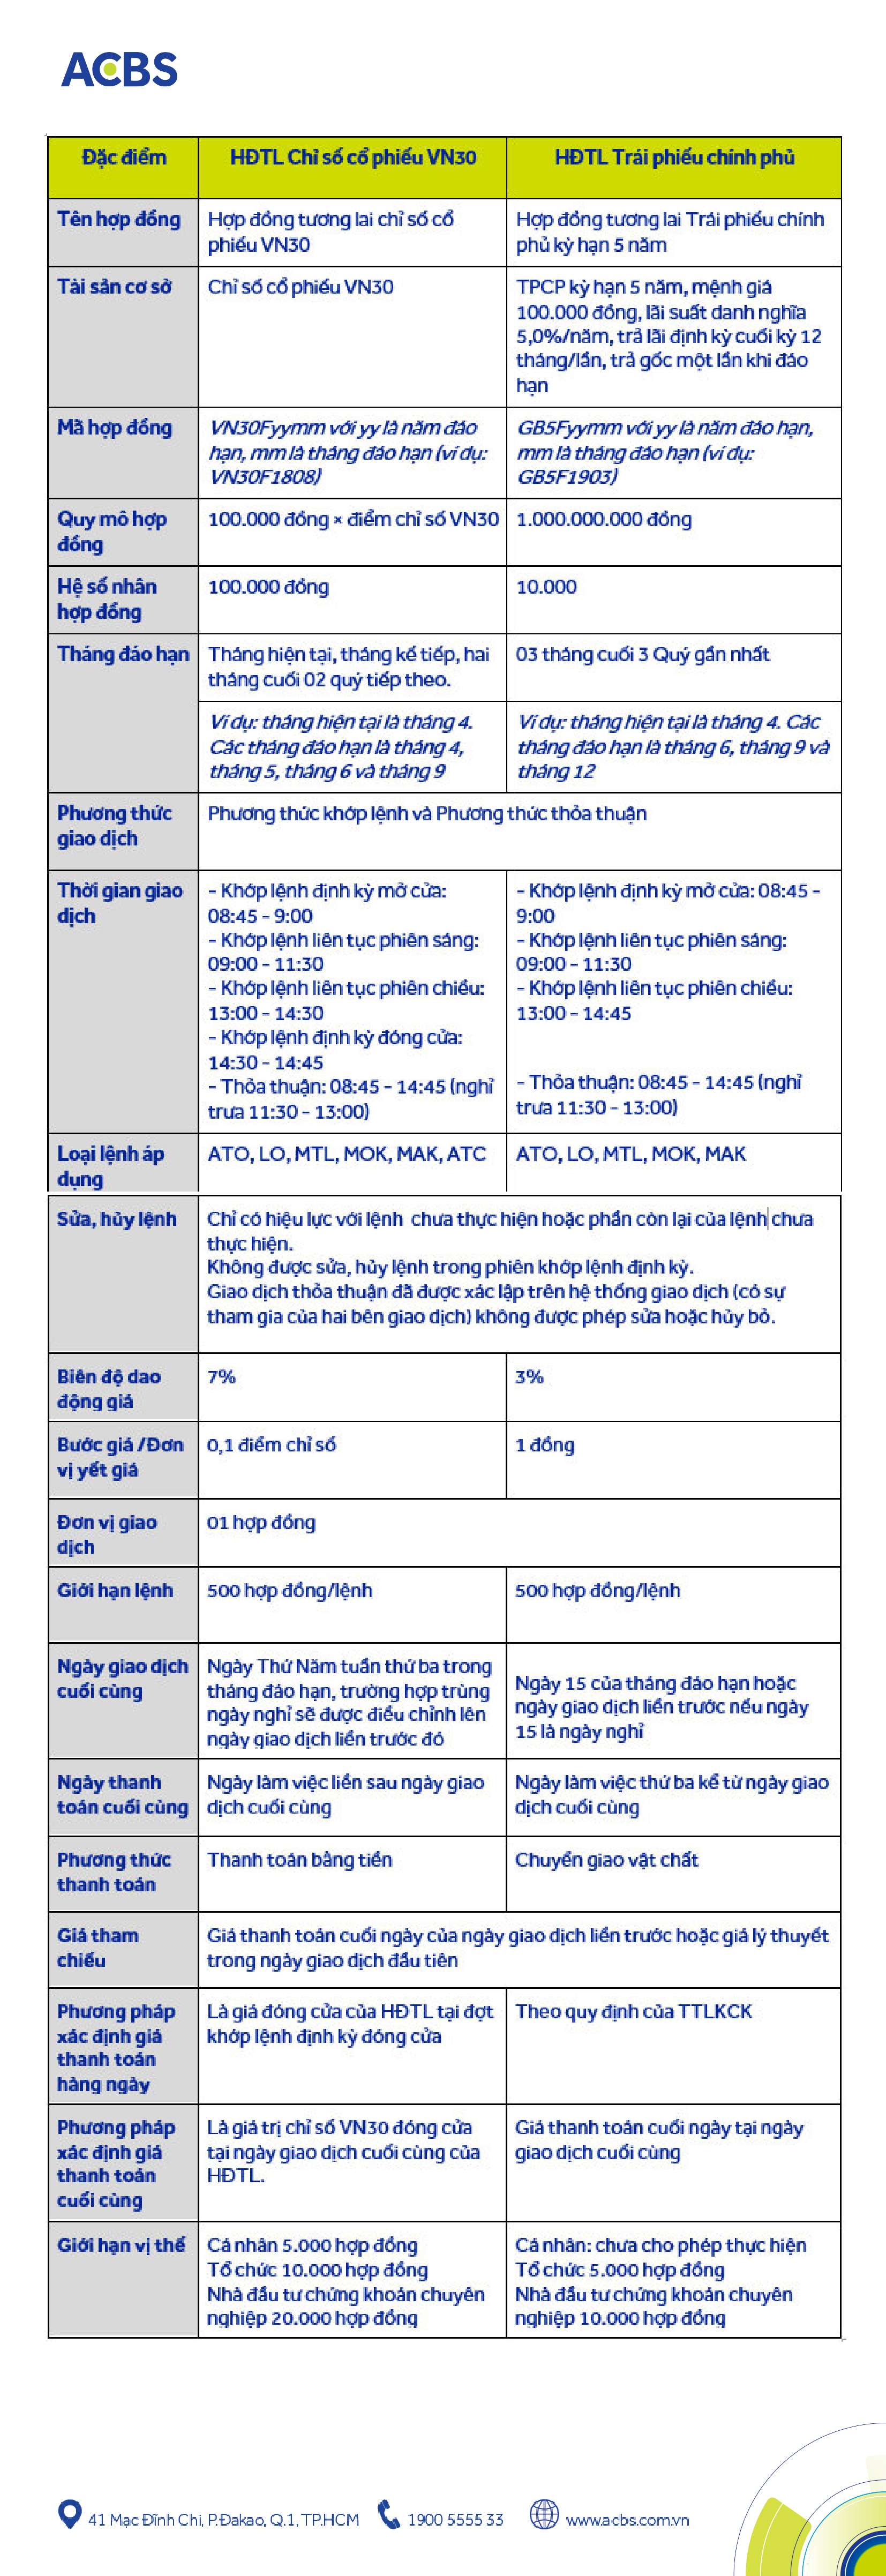 ACBS
Đặc điểm
HĐTL Chỉ số cổ phiếu VN30
HĐTL Trái phiếu chính phủ
Tên hợp đồng
Hợp đồng tương lai chỉ số cổ
phiếu VN30
Hợp đồng tương lai Trái phiếu chính
phủ kỳ hạn 5 năm
Tài sản cơ sở
Chỉ số cổ phiếu VN30
TPCP kỳ hạn 5 năm, mệnh giá
100.000 đồng, lãi suất danh nghĩa
5,0%/năm, trả lãi định kỳ cuối kỳ 12
tháng/lần, trả gốc một lần khi đáo
hạn
Mã hợp đồng
VN30Fyymm với yy là năm đáo
hạn, mm là tháng đáo hạn (ví dụ:
VN30F1808)
GB5Fyymm với yy là năm đáo hạn,
mm là tháng đáo hạn (ví dụ:
GB5F1903)
Quy mô hợp
đồng
100.000 đồng × điểm chỉ số VN30
1.000.000.000 đồng
Hệ số nhân
hợp đồng
100.000 đồng
10.000
Tháng đáo hạn
Tháng hiện tại, tháng kế tiếp, hai
tháng cuối 02 quý tiếp theo.
03 tháng cuối 3 Quý gần nhất
Ví dụ: tháng hiện tại là tháng 4.
Các tháng đáo hạn là tháng 4,
tháng 5, tháng 6 và tháng 9
Ví dụ: tháng hiện tại là tháng 4. Các
tháng đáo hạn là tháng 6, tháng 9 và
tháng 12
Phương thức
giao dịch
Phương thức khớp lệnh và Phương thức thỏa thuận
Thời gian giao
dịch
- Khớp lệnh định kỳ mở cửa:
08:45 - 9:00
- Khớp lệnh liên tục phiên sáng:
09:00 - 11:30
- Khớp lệnh liên tục phiên chiều:
13:00 - 14:30
- Khớp lệnh định kỳ đóng cửa:
14:30 - 14:45
- Thỏa thuận: 08:45 - 14:45 (nghỉ
trưa 11:30 - 13:00)
- Khớp lệnh định kỳ mở cửa: 08:45 -
9:00
- Khớp lệnh liên tục phiên sáng:
09:00 - 11:30
- Khớp lệnh liên tục phiên chiều:
13:00 - 14:45
- Thỏa thuận: 08:45 - 14:45 (nghỉ
trưa 11:30 - 13:00)
Loại lệnh áp
dụng
ATO, LO, MTL, MOK, MAK, ATC
ATO, LO, MTL, MOK, MAK
Sửa, hủy lệnh
Chỉ có hiệu lực với lệnh chưa thực hiện hoặc phần còn lại của lệnh chưa
thực hiện.
Không được sửa, hủy lệnh trong phiên khớp lệnh định kỳ.
Giao dịch thỏa thuận đã được xác lập trên hệ thống giao dịch (có sự
tham gia của hai bên giao dịch) không được phép sửa hoặc hủy bỏ.
Biên độ dao
động giá
7%
3%
Bước giá /Đơn
vị yết giá
0,1 điểm chỉ số
1 đồng
Đơn vị giao
dịch
01 hợp đồng
Giới hạn lệnh
500 hợp đồng/lệnh
500 hợp đồng/lệnh
Ngày giao dịch
cuối cùng
Ngày Thứ Năm tuần thứ ba trong
tháng đáo hạn, trường hợp trùng
ngày nghỉ sẽ được điều chỉnh lên
ngày giao dịch liền trước đó
Ngày 15 của tháng đáo hạn hoặc
ngày giao dịch liền trước nếu ngày
15 là ngày nghỉ
Ngày thanh
toán cuối cùng
Ngày làm việc liền sau ngày giao
dịch cuối cùng
Ngày làm việc thứ ba kể từ ngày giao
dịch cuối cùng
Phương thức
thanh toán
Thanh toán bằng tiền
Chuyển giao vật chất
Giá tham
chiếu
Giá thanh toán cuối ngày của ngày giao dịch liền trước hoặc giá lý thuyết
trong ngày giao dịch đầu tiên
Phương pháp
xác định giá
thanh toán
hàng ngày
Là giá đóng cửa của HĐTL tại đợt
khớp lệnh định kỳ đóng cửa
Theo quy định của TTLKCK
Phương pháp
xác định giá
thanh toán
cuối cùng
Là giá trị chỉ số VN30 đóng cửa
tại ngày giao dịch cuối cùng của
HĐTL.
Giá thanh toán cuối ngày tại ngày
giao dịch cuối cùng
Giới hạn vị thế
Cá nhân 5.000 hợp đồng
Tổ chức 10.000 hợp đồng
Nhà đầu tư chứng khoán chuyên
nghiệp 20.000 hợp đồng
Cá nhân: chưa cho phép thực hiện
Tổ chức 5.000 hợp đồng
Nhà đầu tư chứng khoán chuyên
nghiệp 10.000 hợp đồng
41 Mạc Đĩnh Chi, P.Đakao, Q.1, TP.HCM
1900 5555 33
www.acbs.com.vn